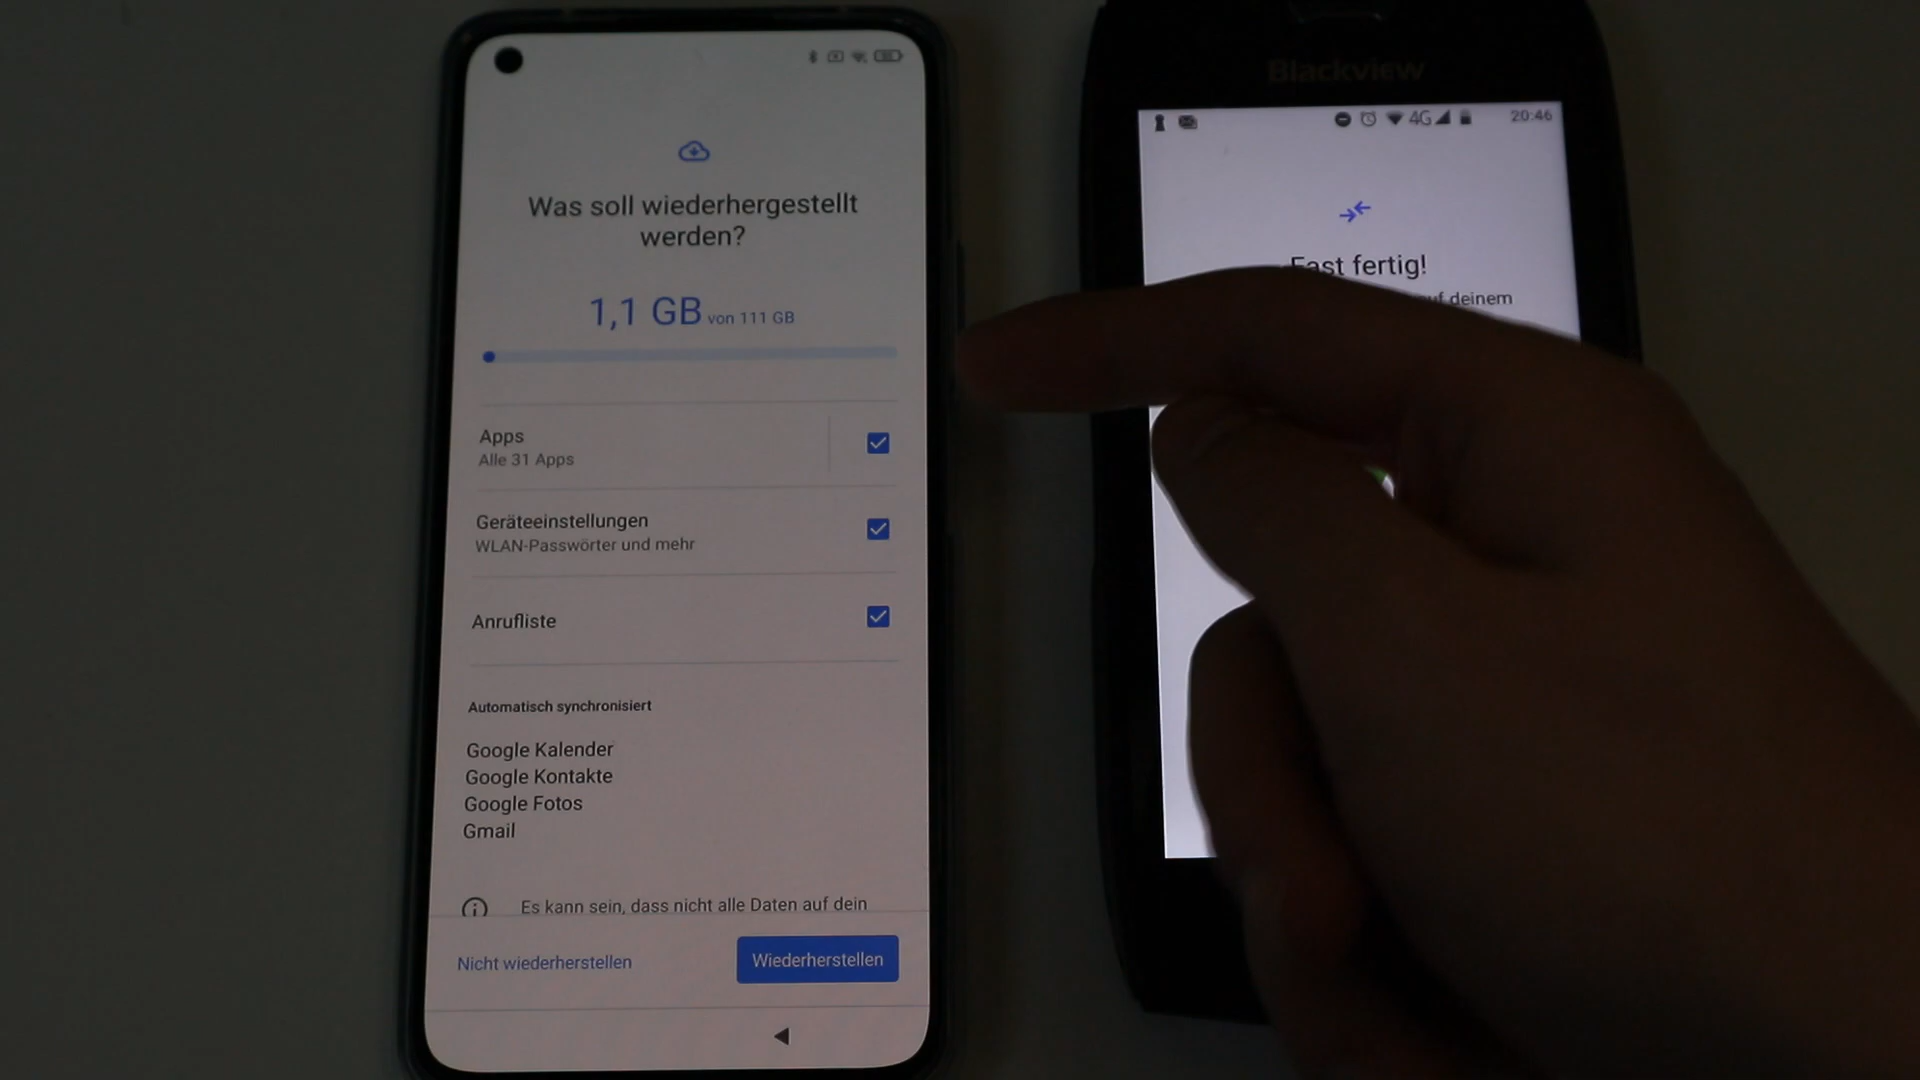 Was soll wiederhergestellt
werden?
1,1 GB von 111 GB
Apps
Alle 31 Apps
Geräteeinstellungen
WLAN-Passwörter und mehr
Anrufliste
Automatisch synchronisiert
Google Kalender
Google Kontakte
Google Fotos
Gmail
Es kann sein, dass nicht alle Daten auf dein
Nicht wiederherstellen
Wiederherstellen
Blackview
4G 20:46
Fast fertig!
auf deinem